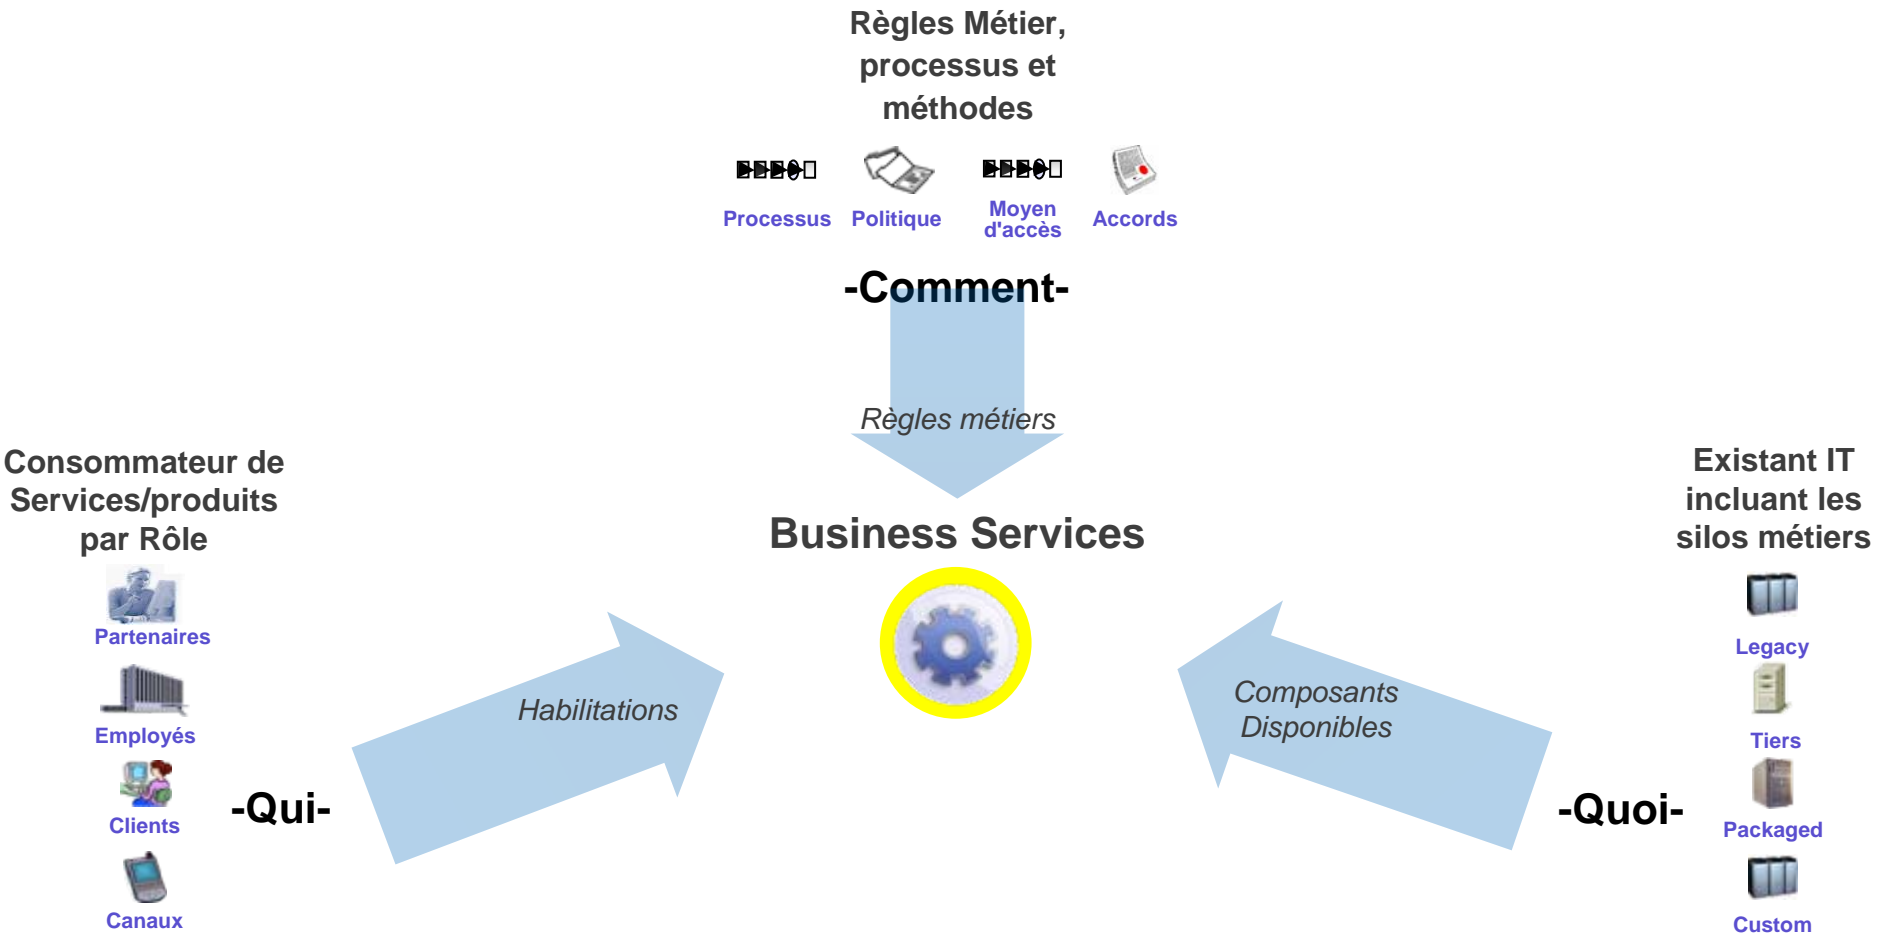 Règles Métier,
processus et
méthodes
Processus
Politique
Moyen
d'accès
Accords
-Comment-
Règles métiers
Consommateur de
Services/produits
par Rôle
Partenaires
Employés
Clients
Canaux
-Qui-
Habilitations
Business Services
Composants
Disponibles
-Quoi-
Existant IT
incluant les
silos métiers
Legacy
Tiers
Packaged
Custom